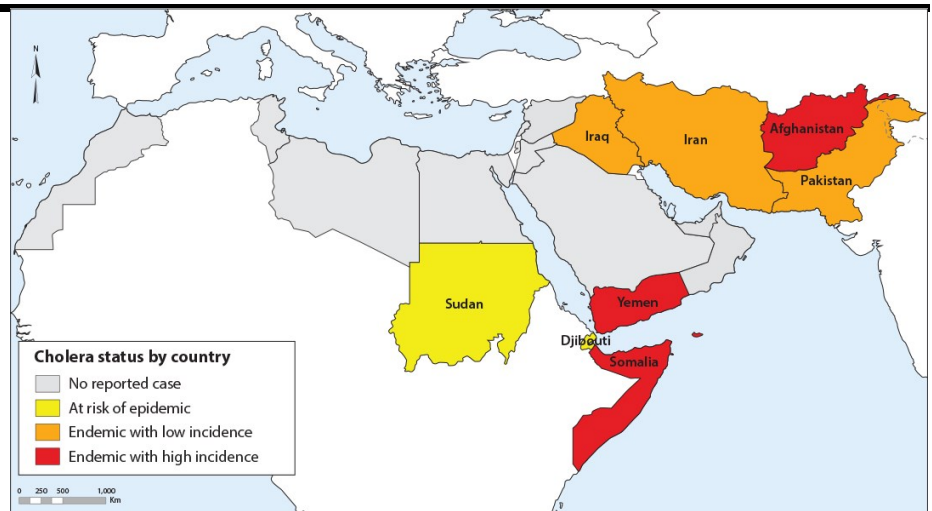 N
Iraq
Iran
Afghanistan
Pakistan
Sudan
Yemen
Djibouti
Somalia
Cholera status by country
No reported case
At risk of epidemic
Endemic with low incidence
Endemic with high incidence
0 250 500 1,000
Km